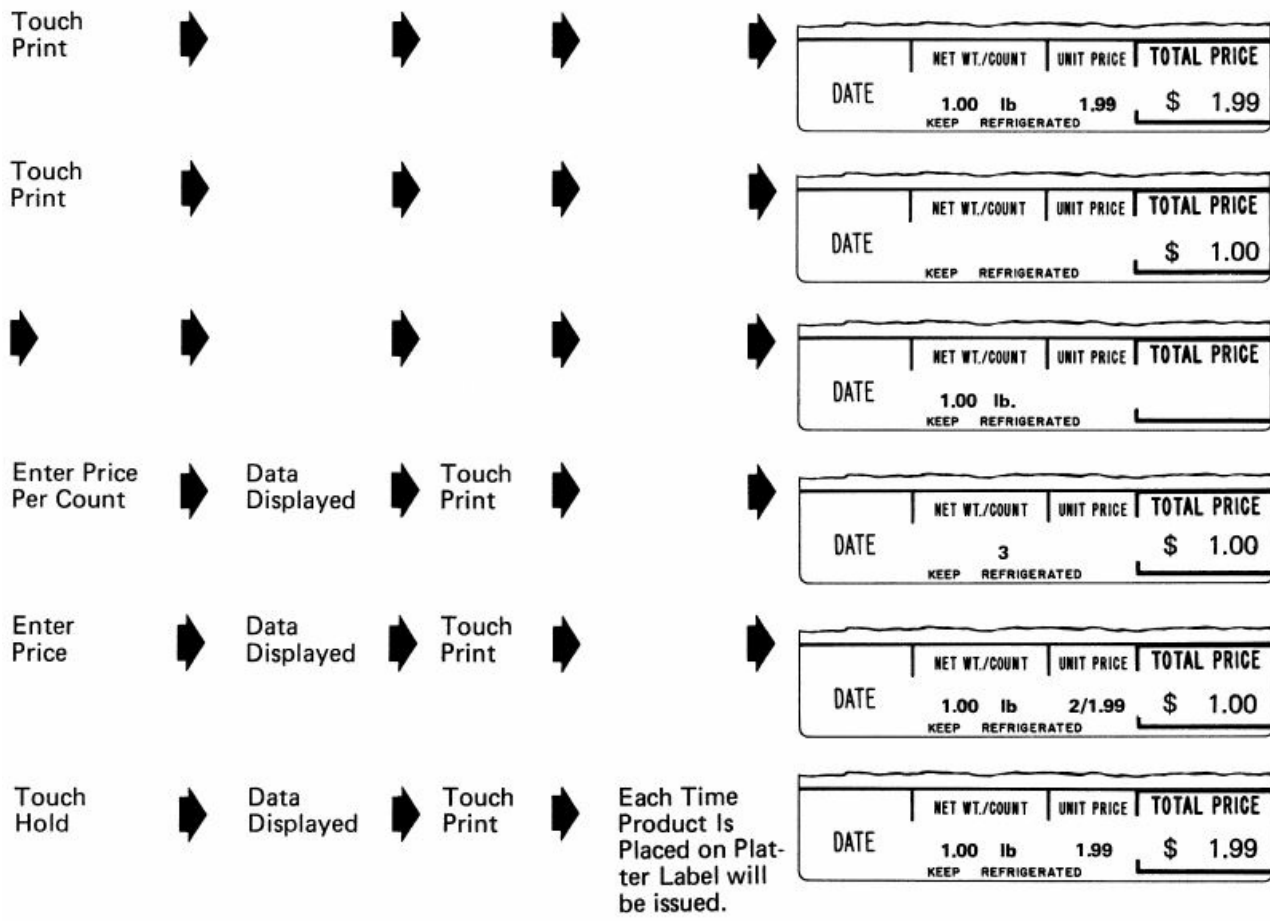 Touch
Print
NET WT./COUNT UNIT PRICE TOTAL PRICE
DATE 1.00 lb 1.99 $ 1.99
KEEP REFRIGERATED
Touch
Print
NET WT./COUNT UNIT PRICE TOTAL PRICE
DATE $ 1.00
KEEP REFRIGERATED
NET WT./COUNT UNIT PRICE TOTAL PRICE
DATE 1.00 lb.
KEEP REFRIGERATED
Enter Price
Per Count
Data
Displayed
Touch
Print
NET WT./COUNT UNIT PRICE TOTAL PRICE
DATE 3 $ 1.00
KEEP REFRIGERATED
Enter
Price
Data
Displayed
Touch
Print
NET WT./COUNT UNIT PRICE TOTAL PRICE
DATE 1.00 lb 2/1.99 $ 1.00
KEEP REFRIGERATED
Touch
Hold
Data
Displayed
Touch
Print
Each Time
Product Is
Placed on Plat-
ter Label will
be issued.
NET WT./COUNT UNIT PRICE TOTAL PRICE
DATE 1.00 lb 1.99 $ 1.99
KEEP REFRIGERATED